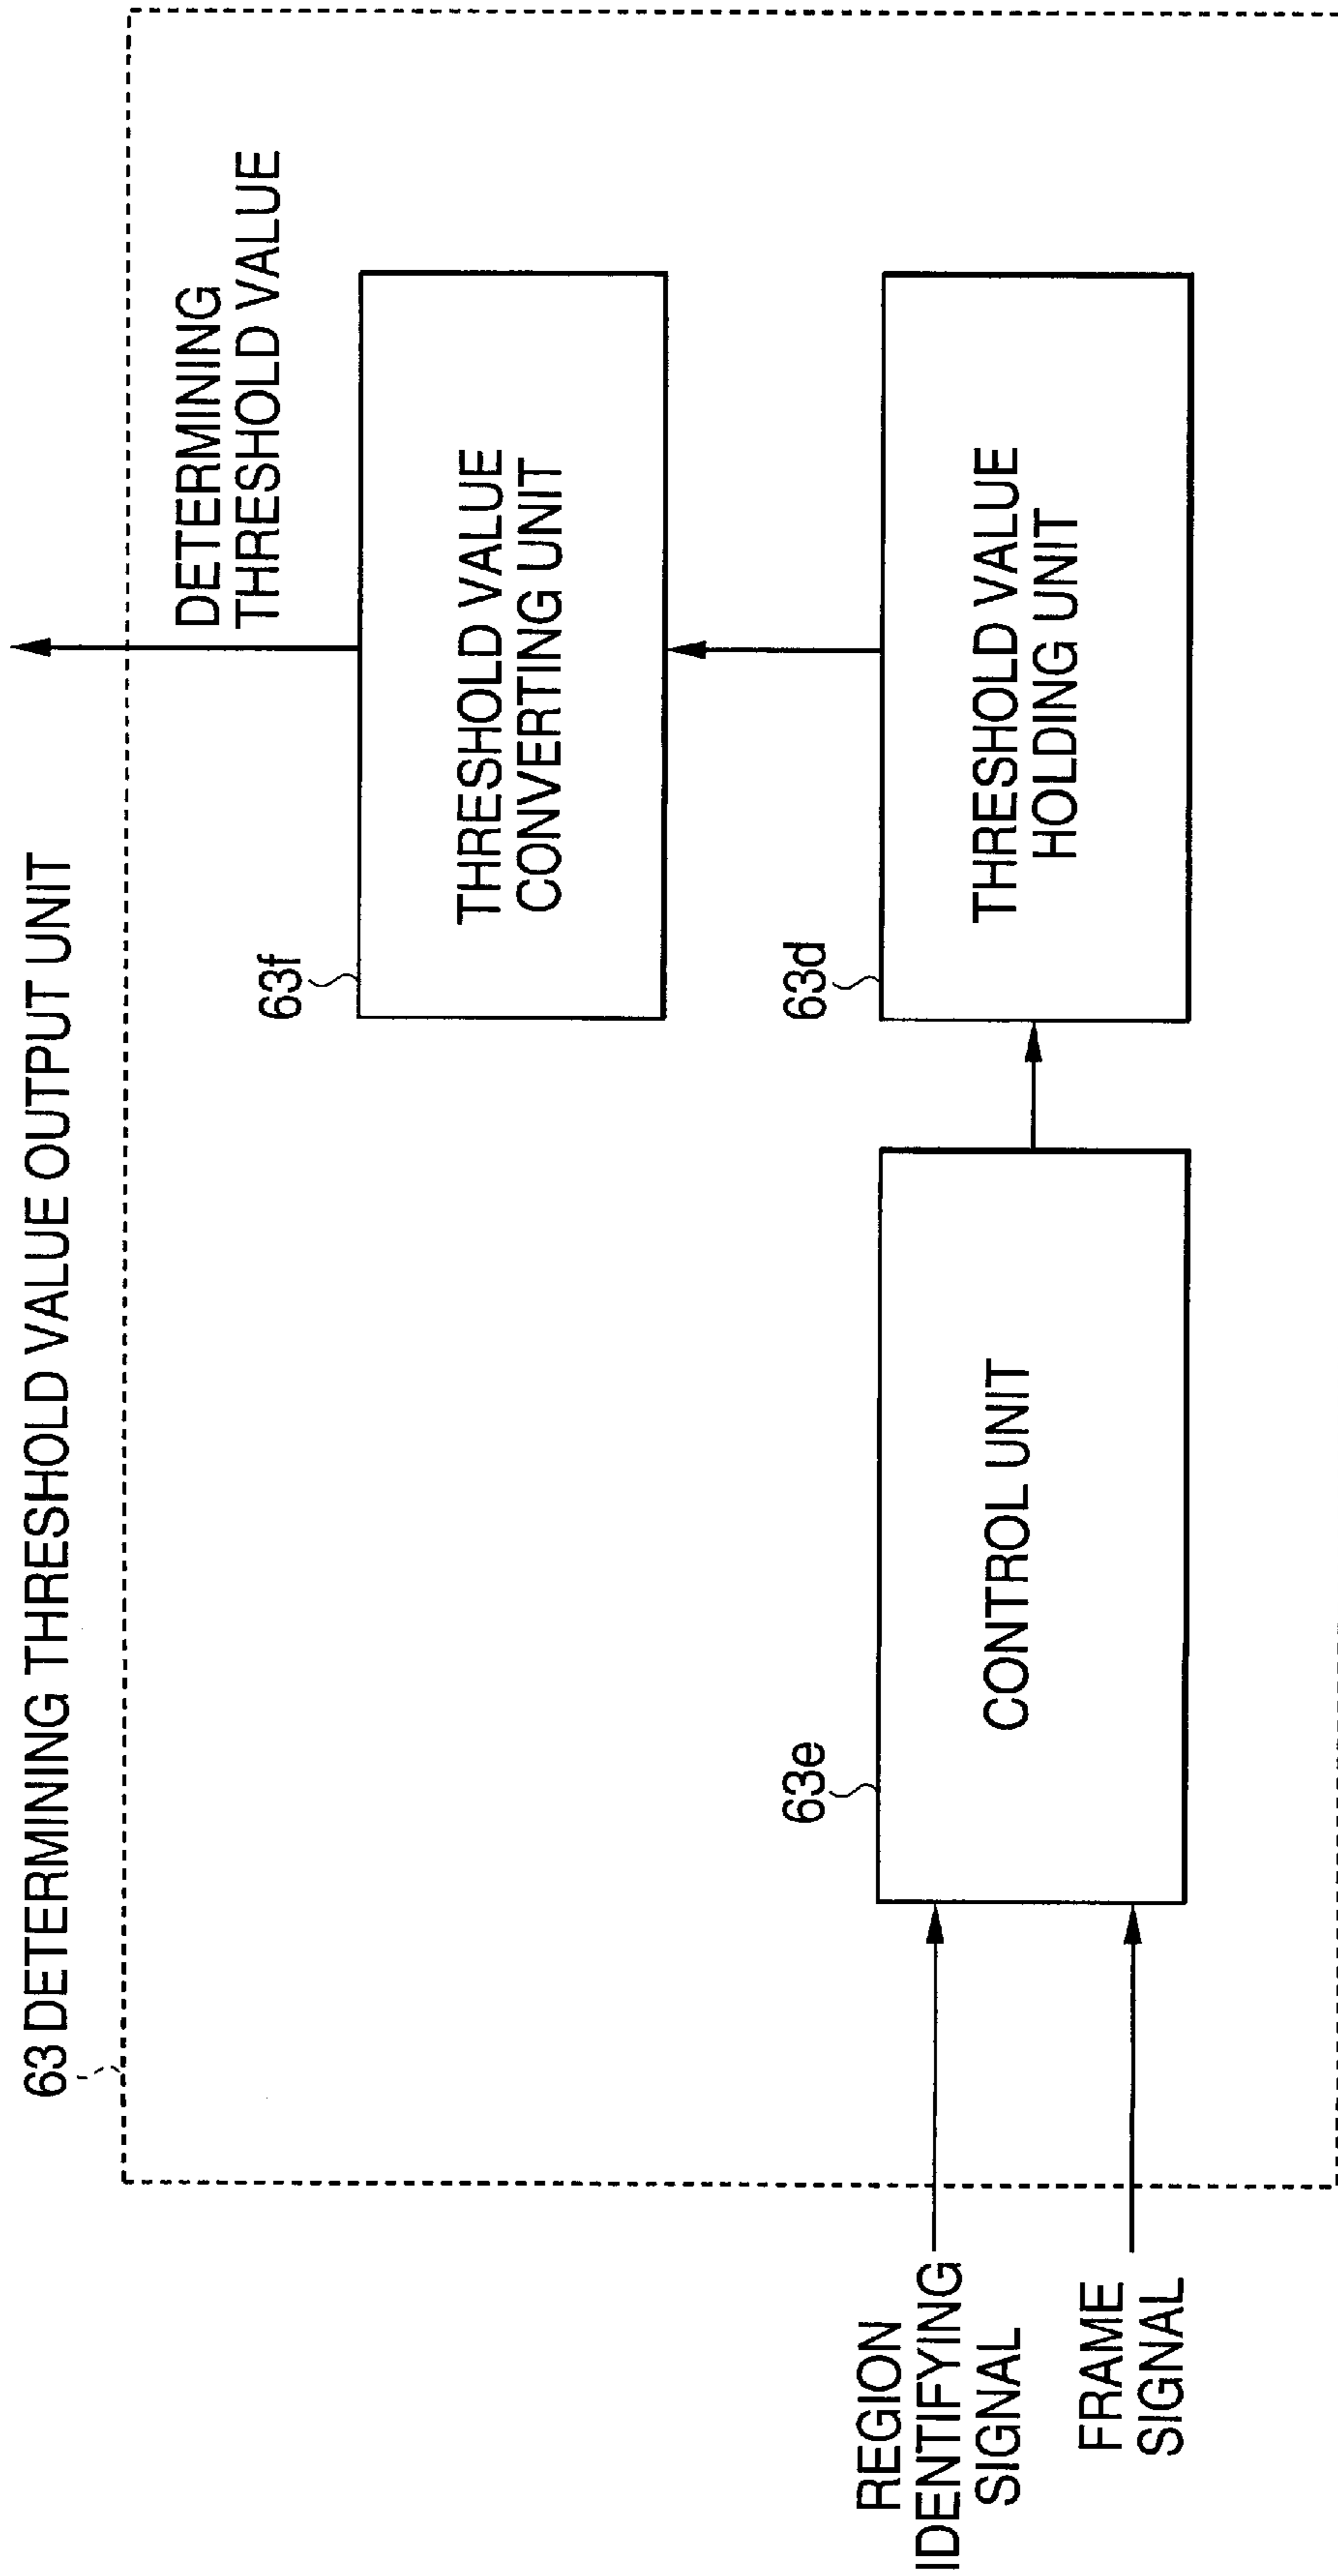 63 DETERMINING THRESHOLD VALUE OUTPUT UNIT
DETERMINING
THRESHOLD VALUE
63f
THRESHOLD VALUE
CONVERTING UNIT
63d
THRESHOLD VALUE
HOLDING UNIT
63e
CONTROL UNIT
REGION
IDENTIFYING
SIGNAL
FRAME
SIGNAL